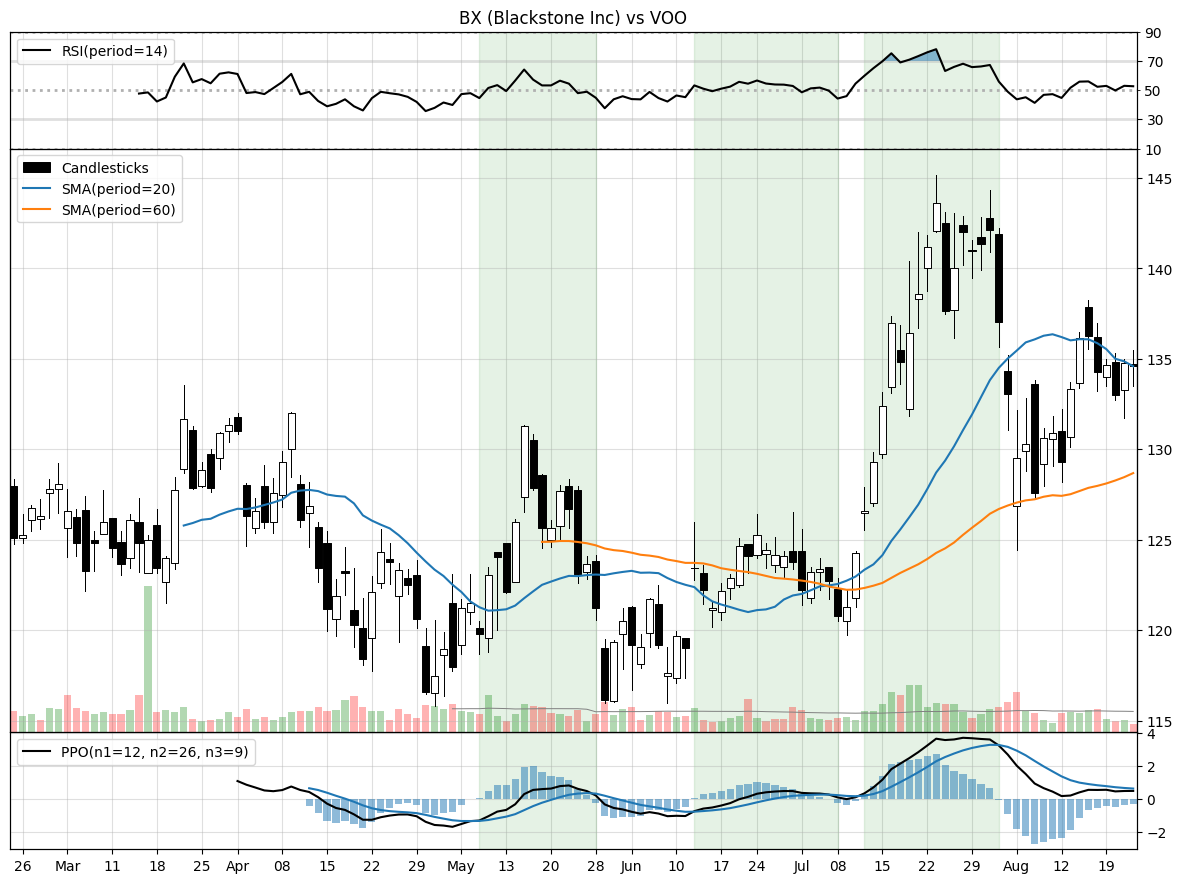 BX (Blackstone Inc) vs VOO
RSI(period=14)
90
70
50
30
10
Candlesticks
SMA(period=20)
SMA(period=60)
145
140
135
130
125
120
115
PPO(n1=12, n2=26, n3=9)
4
2
0
−2
26 Mar 11 18 25 Apr 08 15 22 29 May 13 20 28 Jun 10 17 24 Jul 08 15 22 29 Aug 12 19